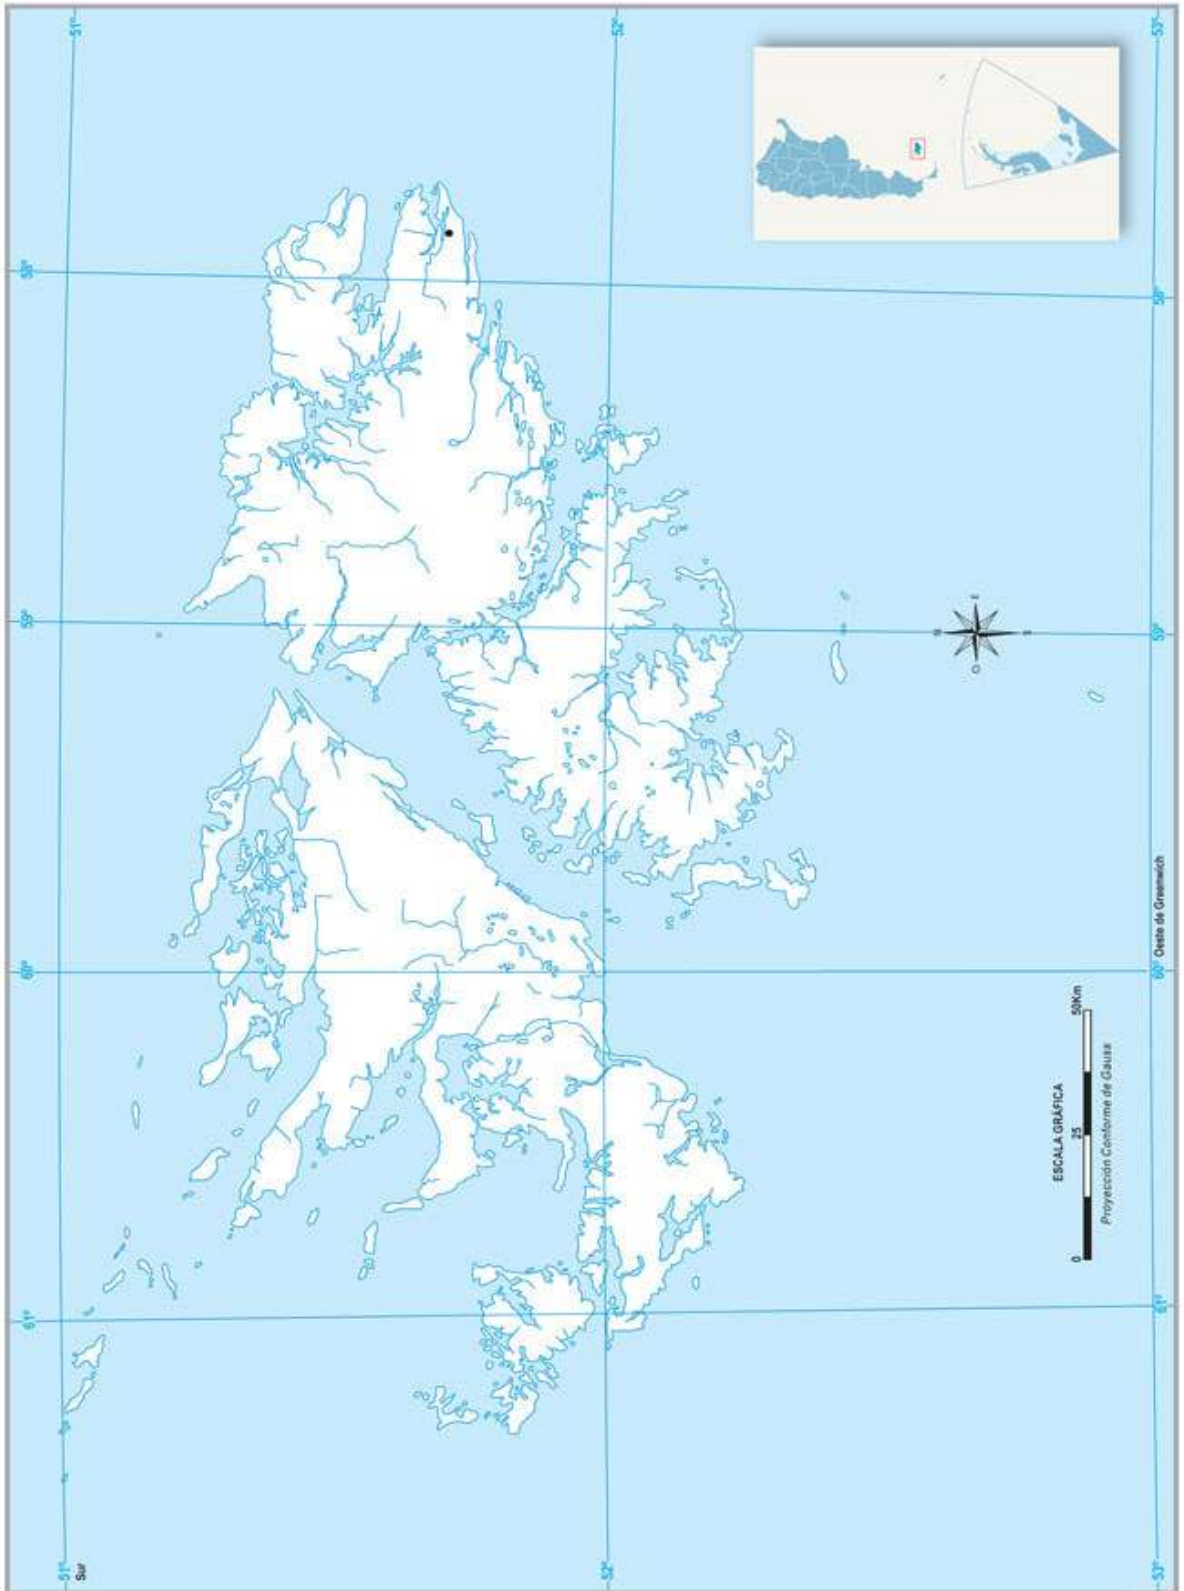 61° 60° 59° 58°
51° 51°
Sur
52° 52°
N
O E
S
ESCALA GRÁFICA
0 25 50Km
Proyección Conforme de Gauss
53° 61° 60° 59° 58° 53°
Oeste de Greenwich